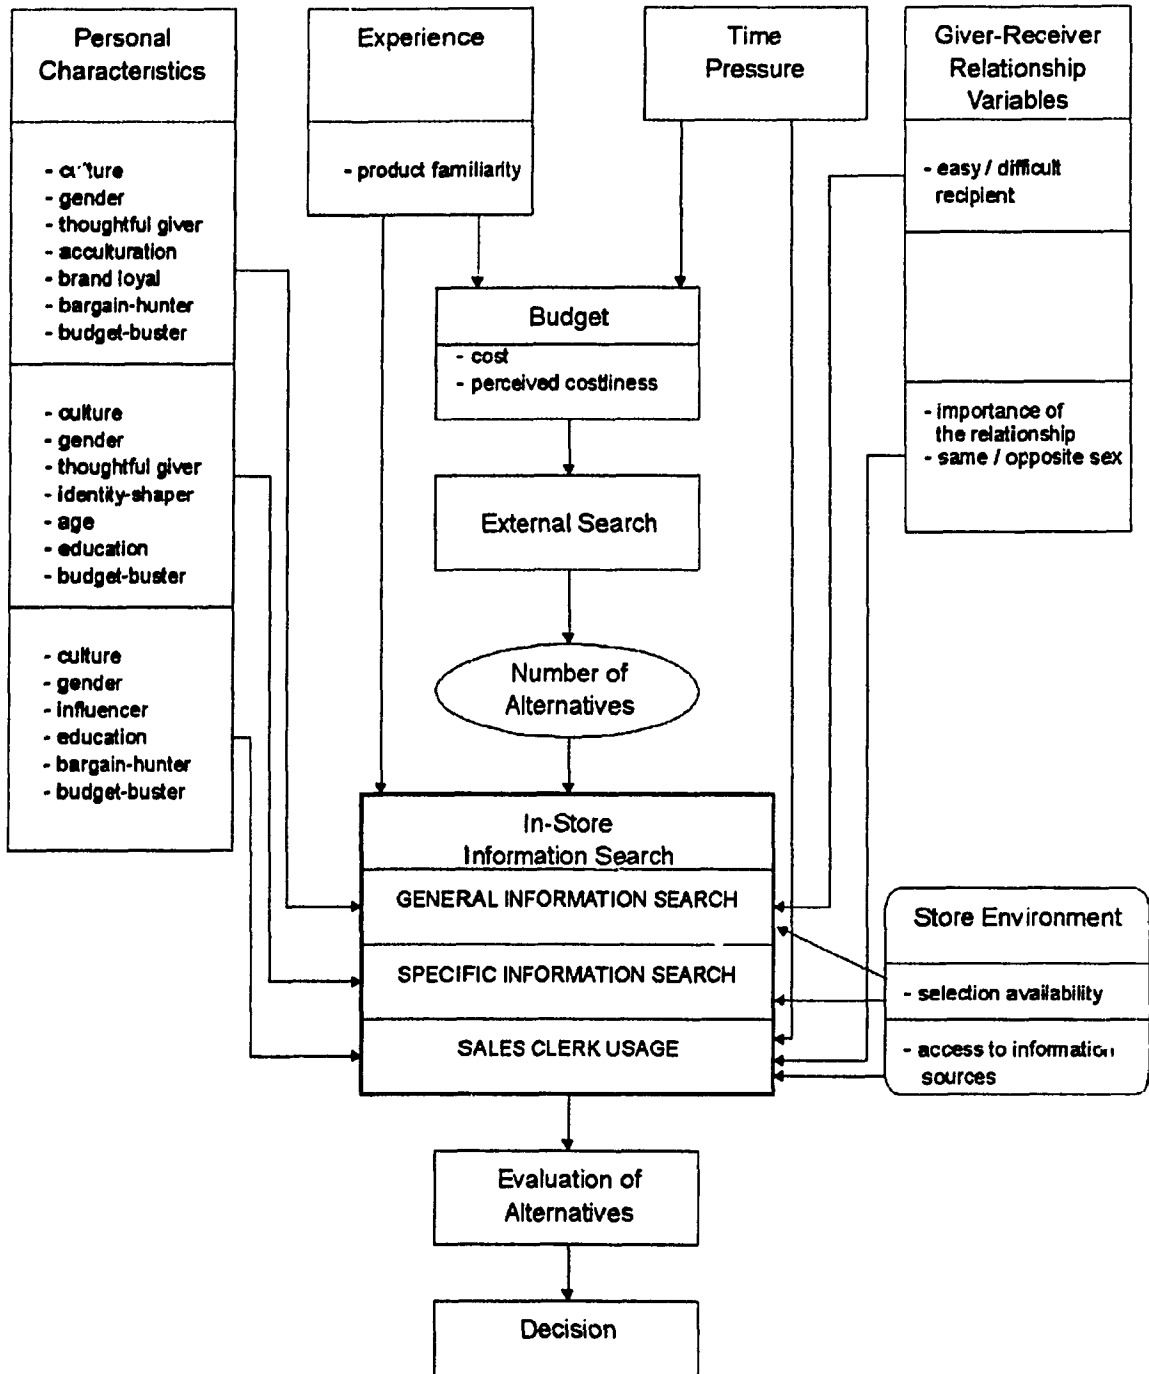 Personal
Characteristics
- culture
- gender
- thoughtful giver
- acculturation
- brand loyal
- bargain-hunter
- budget-buster
- culture
- gender
- thoughtful giver
- identity-shaper
- age
- education
- budget-buster
- culture
- gender
- influencer
- education
- bargain-hunter
- budget-buster
Experience
- product familiarity
Time
Pressure
Giver-Receiver
Relationship
Variables
- easy / difficult
recipient
- importance of
the relationship
- same / opposite sex
Budget
- cost
- perceived costliness
External Search
Number of
Alternatives
In-Store
Information Search
GENERAL INFORMATION SEARCH
SPECIFIC INFORMATION SEARCH
SALES CLERK USAGE
Store Environment
- selection availability
- access to information
sources
Evaluation of
Alternatives
Decision